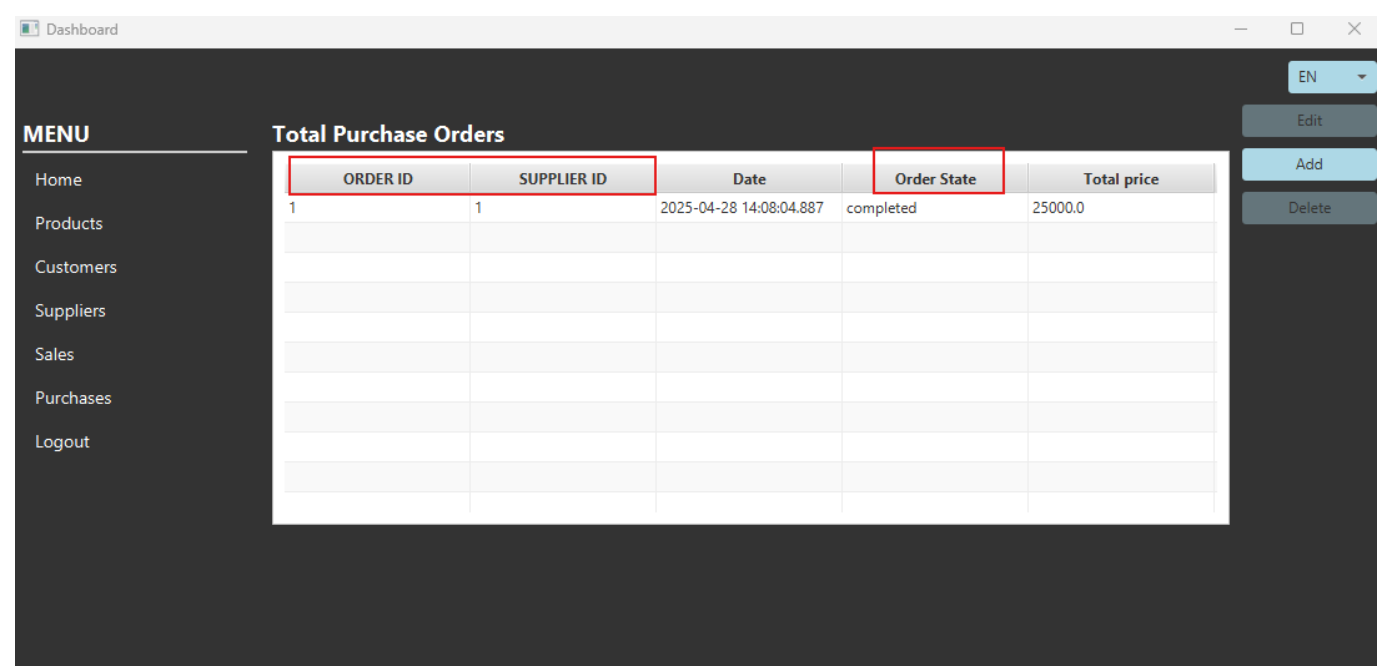 Dashboard
EN
MENU
Home
Products
Customers
Suppliers
Sales
Purchases
Logout
Total Purchase Orders
ORDER ID SUPPLIER ID Date Order State Total price
1 1 2025-04-28 14:08:04.887 completed 25000.0
Edit
Add
Delete